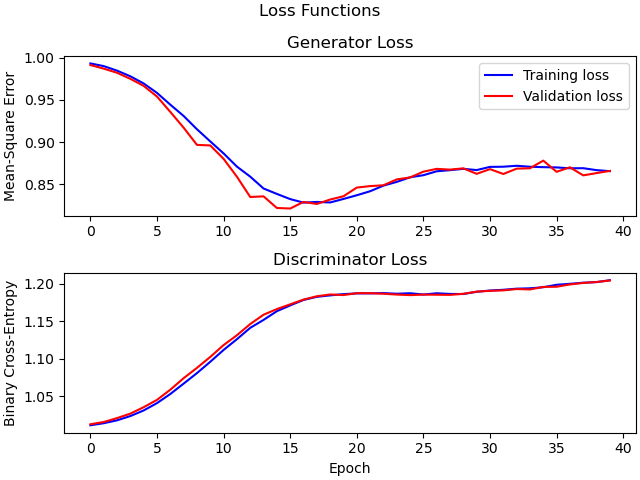 Loss Functions
Generator Loss
Mean-Square Error
1.00
0.95
0.90
0.85
Training loss
Validation loss
0 5 10 15 20 25 30 35 40
Discriminator Loss
Binary Cross-Entropy
1.20
1.15
1.10
1.05
0 5 10 15 20 25 30 35 40
Epoch